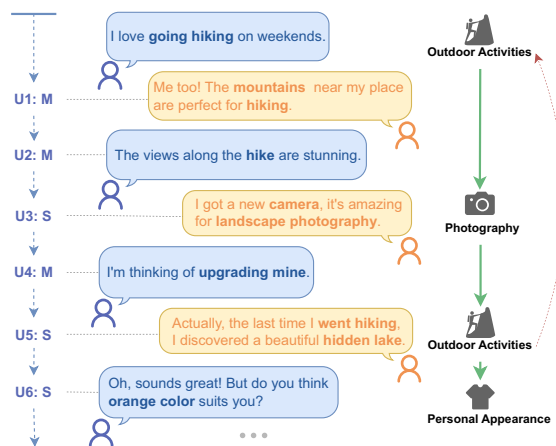 I love going hiking on weekends.
Outdoor Activities
U1: M
Me too! The mountains near my place
are perfect for hiking.
U2: M
The views along the hike are stunning.
U3: S
I got a new camera, it's amazing
for landscape photography.
Photography
U4: M
I'm thinking of upgrading mine.
U5: S
Actually, the last time I went hiking,
I discovered a beautiful hidden lake.
Outdoor Activities
U6: S
Oh, sounds great! But do you think
orange color suits you?
Personal Appearance